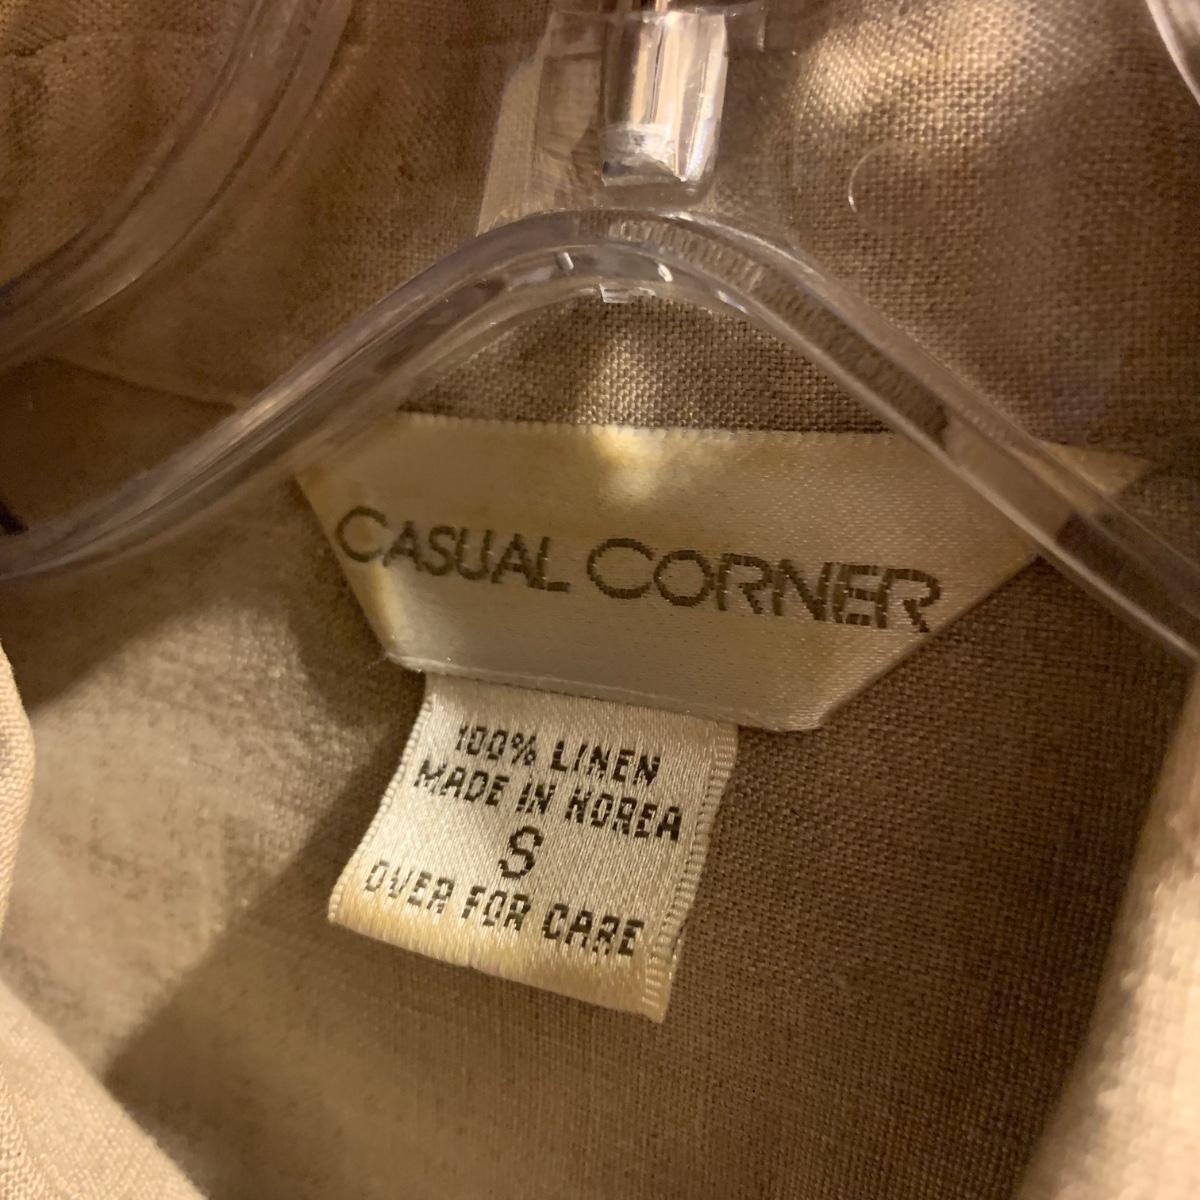 CASUAL CORNER
100% LINEN
MADE IN KOREA
S
OVER FOR CARE